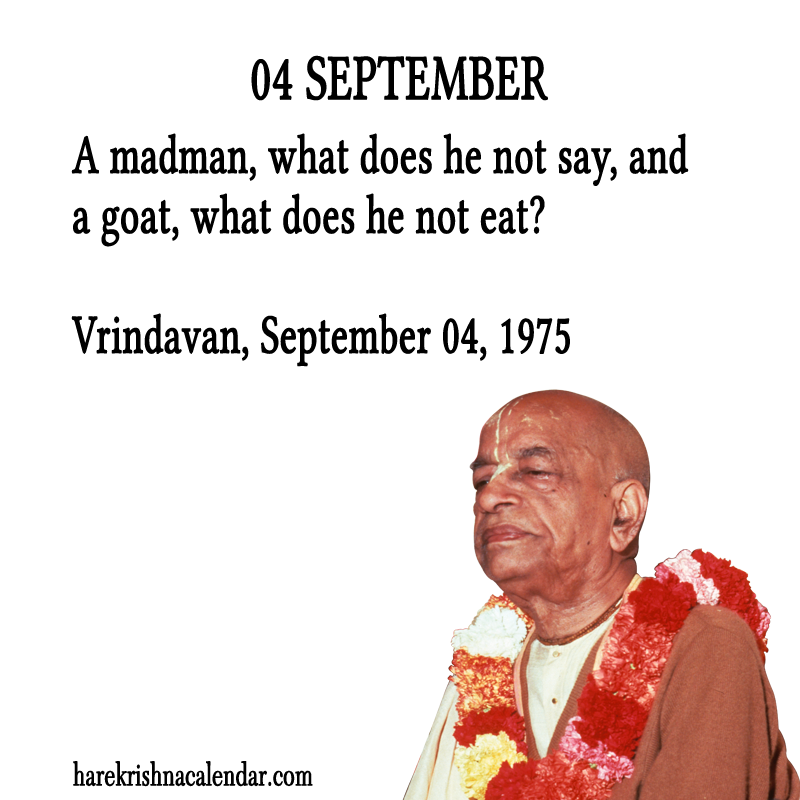 04 SEPTEMBER
A madman, what does he not say, and
a goat, what does he not eat?
Vrindavan, September 04, 1975
harekrishnacalendar.com